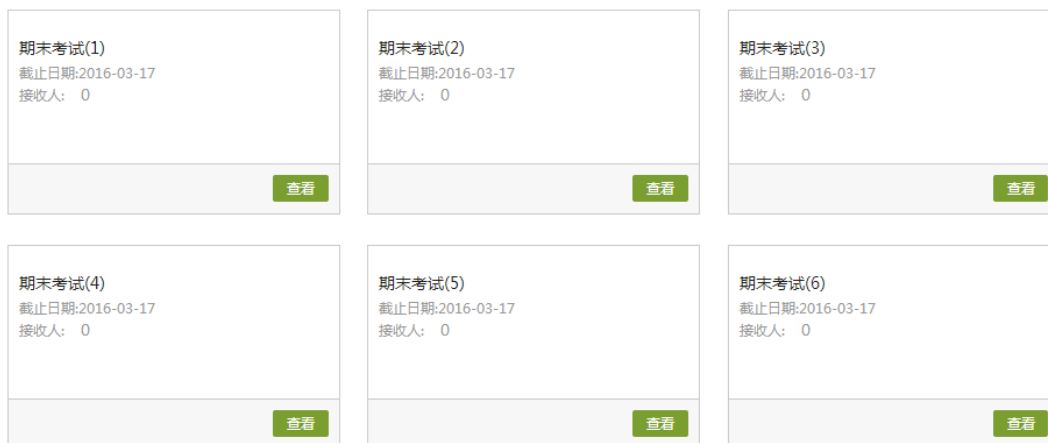 期末考试(1)
截止日期:2016-03-17
接收人: 0
查看
期末考试(2)
截止日期:2016-03-17
接收人: 0
查看
期末考试(3)
截止日期:2016-03-17
接收人: 0
查看
期末考试(4)
截止日期:2016-03-17
接收人: 0
查看
期末考试(5)
截止日期:2016-03-17
接收人: 0
查看
期末考试(6)
截止日期:2016-03-17
接收人: 0
查看